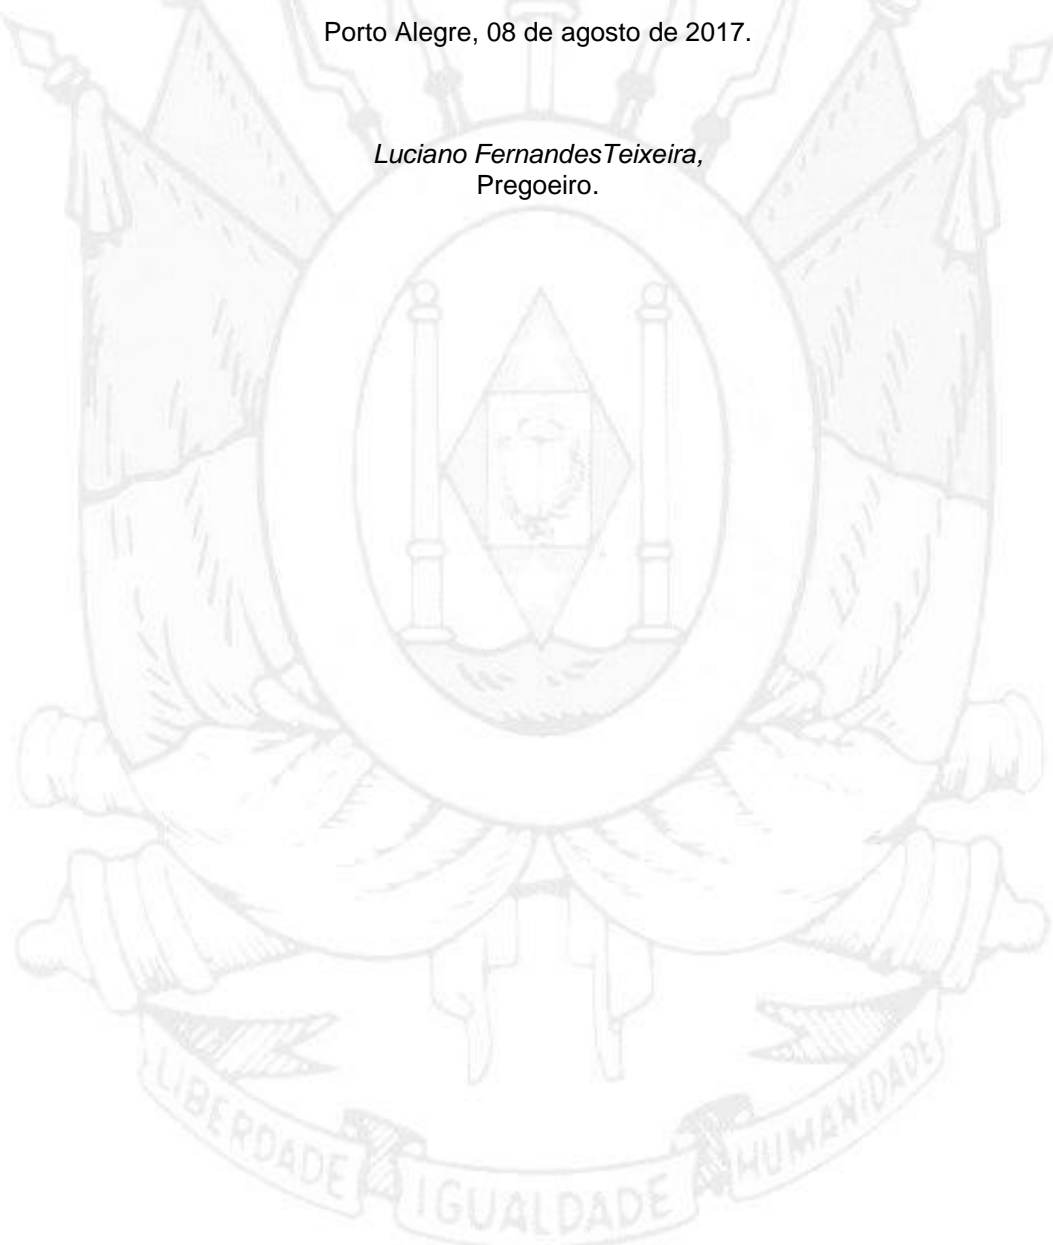 Porto Alegre, 08 de agosto de 2017.
Luciano FernandesTeixeira,
Pregoeiro.
LIBERDADE IGUALDADE HUMANIDADE